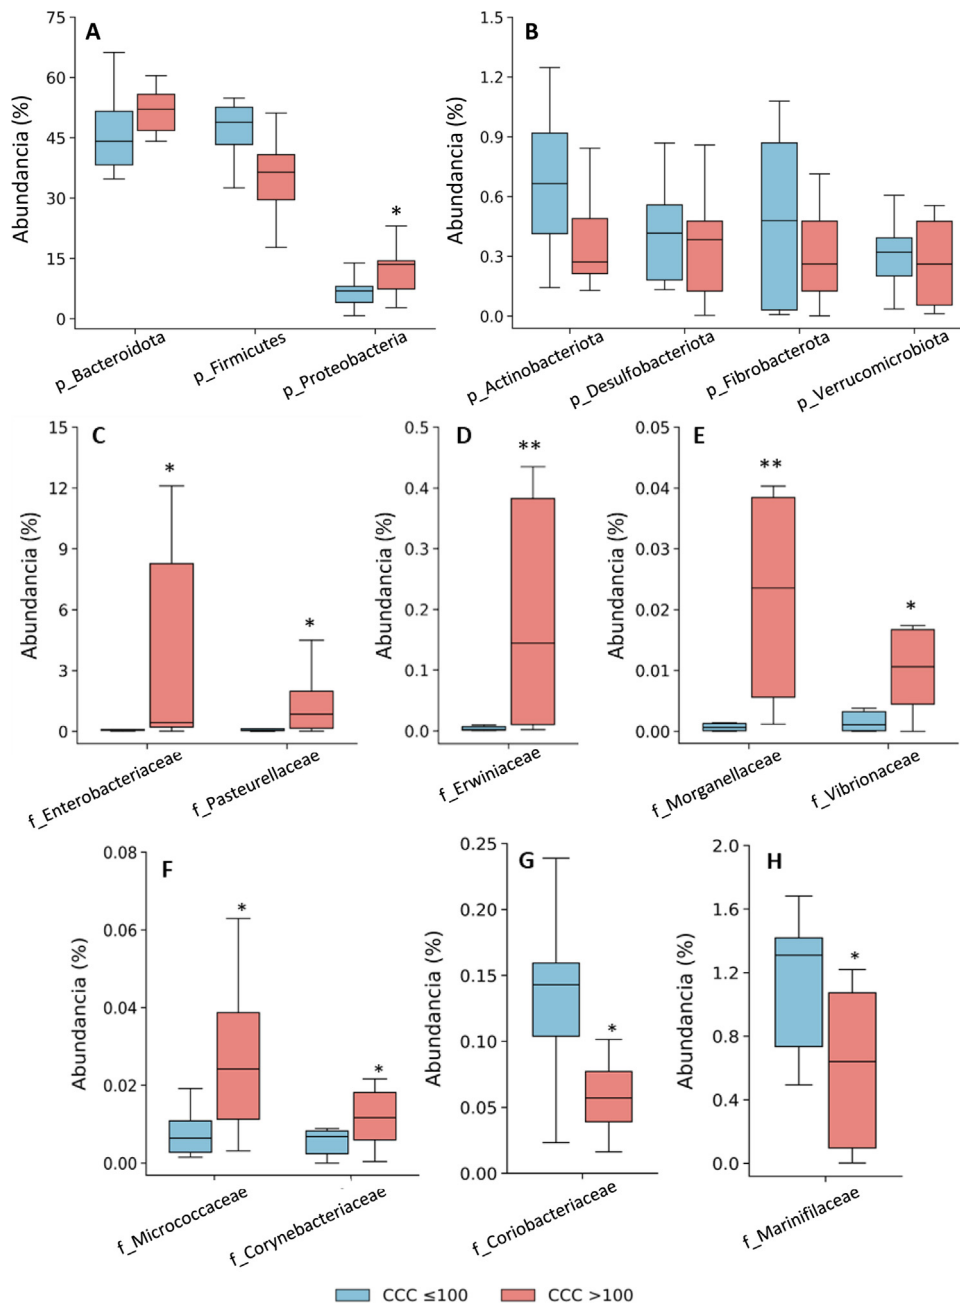 A
Abundancia (%)
75
60
45
30
15
0
*
p_Bacteroidota
p_Firmicutes
p_Proteobacteria
B
Abundancia (%)
1.5
1.2
0.9
0.6
0.3
0.0
p_Actinobacteriota
p_Desulfobacteriota
p_Fibrobacterota
p_Verrucomicrobiota
C
Abundancia (%)
15
12
9
6
3
0
*
*
f_Enterobacteriaceae
f_Pasteurellaceae
D
Abundancia (%)
0.5
0.4
0.3
0.2
0.1
0.0
**
f_Erwiniaceae
E
Abundancia (%)
0.05
0.04
0.03
0.02
0.01
0.00
**
*
f_Morganellaceae
f_Vibrionaceae
F
Abundancia (%)
0.08
0.06
0.04
0.02
0.00
*
*
f_Micrococcaceae
f_Corynebacteriaceae
G
Abundancia (%)
0.25
0.20
0.15
0.10
0.05
0.00
*
f_Coriobacteriaceae
H
Abundancia (%)
2.0
1.6
1.2
0.8
0.4
0.0
*
f_Marinifilaceae
CCC ≤100
CCC >100